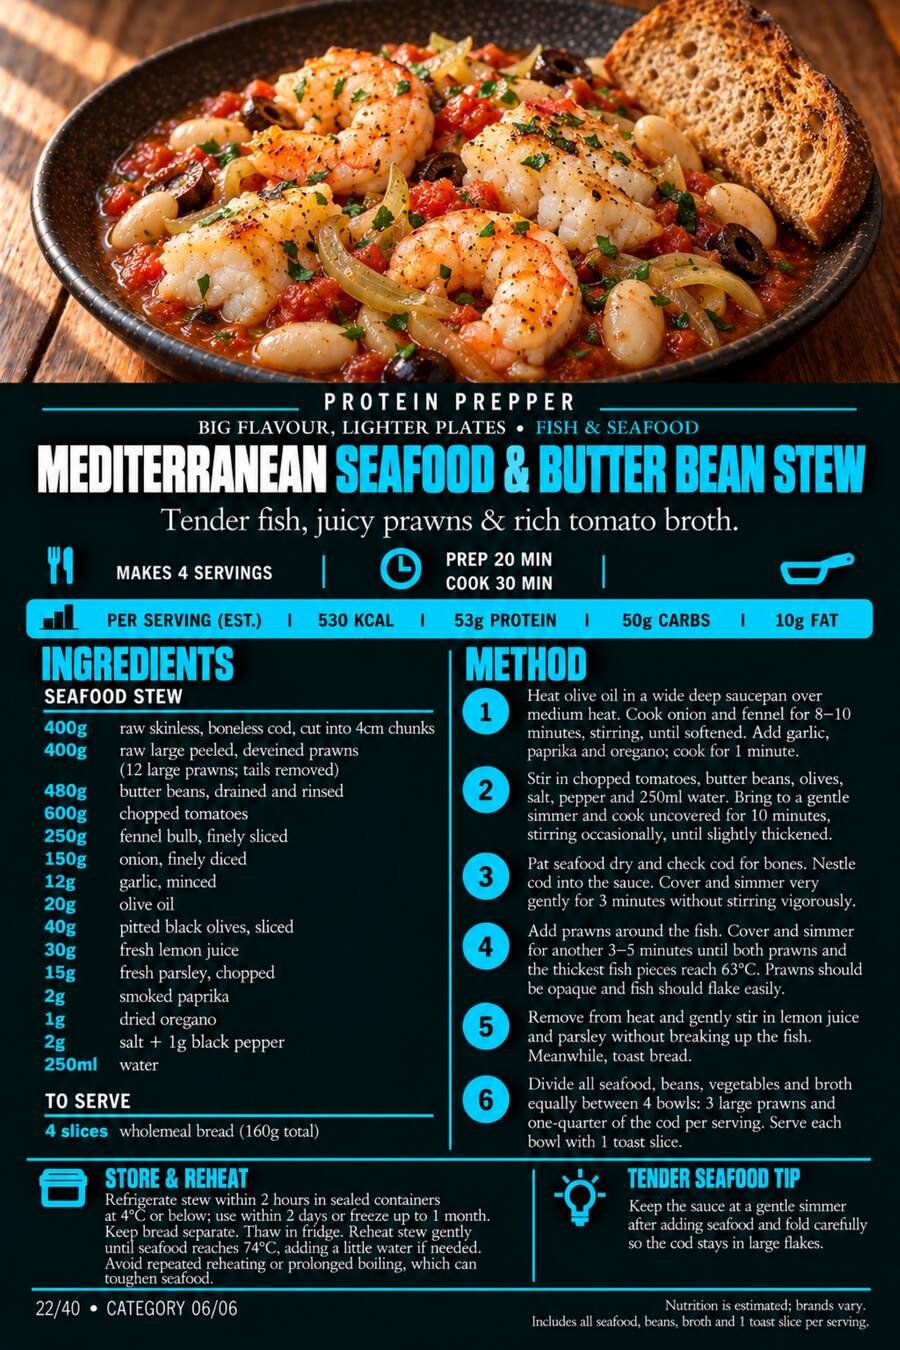 PROTEIN PREPPER
BIG FLAVOUR, LIGHTER PLATES • FISH & SEAFOOD
MEDITERRANEAN SEAFOOD & BUTTER BEAN STEW
Tender fish, juicy prawns & rich tomato broth.
MAKES 4 SERVINGS
PREP 20 MIN
COOK 30 MIN
PER SERVING (EST.) | 530 KCAL | 53g PROTEIN | 50g CARBS | 10g FAT
INGREDIENTS
SEAFOOD STEW
400g raw skinless, boneless cod, cut into 4cm chunks
400g raw large peeled, deveined prawns
(12 large prawns; tails removed)
480g butter beans, drained and rinsed
600g chopped tomatoes
250g fennel bulb, finely sliced
150g onion, finely diced
12g garlic, minced
20g olive oil
40g pitted black olives, sliced
30g fresh lemon juice
15g fresh parsley, chopped
2g smoked paprika
1g dried oregano
2g salt + 1g black pepper
250ml water
TO SERVE
4 slices wholemeal bread (160g total)
METHOD
1 Heat olive oil in a wide deep saucepan over
medium heat. Cook onion and fennel for 8–10
minutes, stirring, until softened. Add garlic,
paprika and oregano; cook for 1 minute.
2 Stir in chopped tomatoes, butter beans, olives,
salt, pepper and 250ml water. Bring to a gentle
simmer and cook uncovered for 10 minutes,
stirring occasionally, until slightly thickened.
3 Pat seafood dry and check cod for bones. Nestle
cod into the sauce. Cover and simmer very
gently for 3 minutes without stirring vigorously.
4 Add prawns around the fish. Cover and simmer
for another 3–5 minutes until both prawns and
the thickest fish pieces reach 63°C. Prawns should
be opaque and fish should flake easily.
5 Remove from heat and gently stir in lemon juice
and parsley without breaking up the fish.
Meanwhile, toast bread.
6 Divide all seafood, beans, vegetables and broth
equally between 4 bowls: 3 large prawns and
one-quarter of the cod per serving. Serve each
bowl with 1 toast slice.
STORE & REHEAT
Refrigerate stew within 2 hours in sealed containers
at 4°C or below; use within 2 days or freeze up to 1 month.
Keep bread separate. Thaw in fridge. Reheat stew gently
until seafood reaches 74°C, adding a little water if needed.
Avoid repeated reheating or prolonged boiling, which can
toughen seafood.
TENDER SEAFOOD TIP
Keep the sauce at a gentle simmer
after adding seafood and fold carefully
so the cod stays in large flakes.
22/40 • CATEGORY 06/06
Nutrition is estimated; brands vary.
Includes all seafood, beans, broth and 1 toast slice per serving.